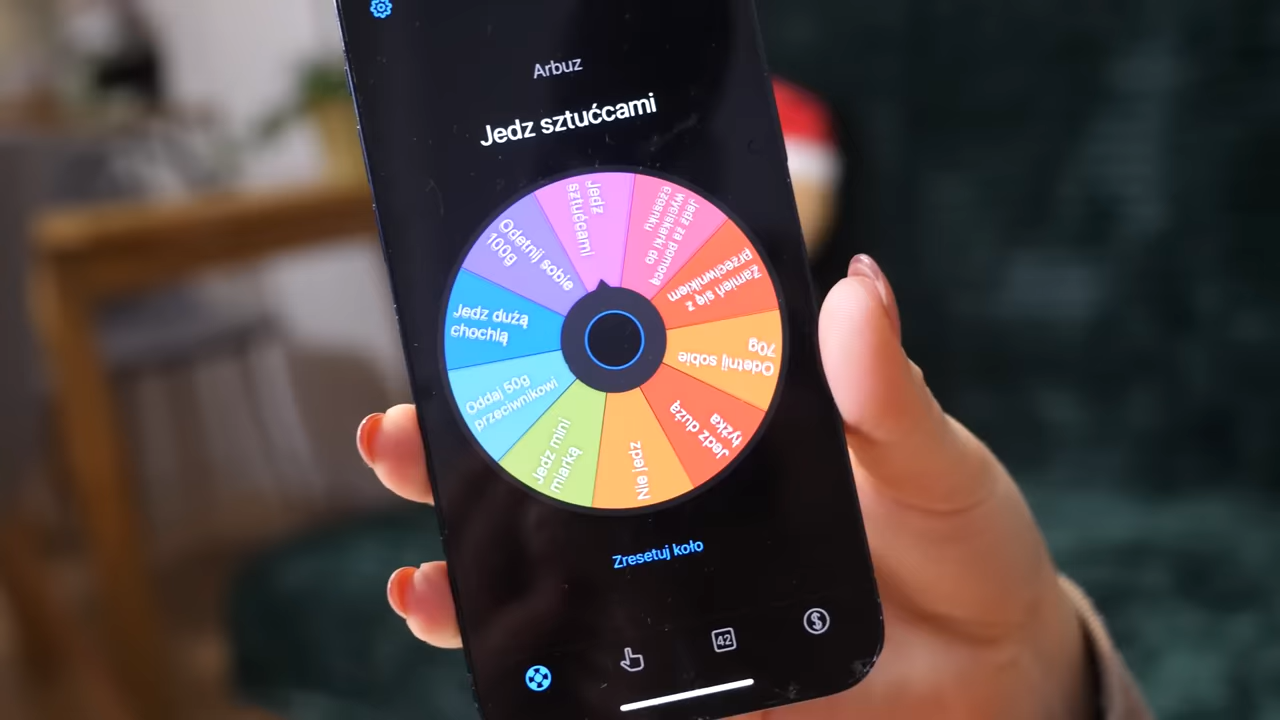 Arbuz
Jedz sztućcami
Jedz
sztućcami
Jedz za pomocą
wyciskarki do
czosnku
Zamień się z
przeciwnikiem
Odetnij sobie
70g
Jedz dużą
łyżką
Nie jedz
Jedz mini
miarką
Oddaj 50g
przeciwnikowi
Jedz dużą
chochlą
Odetnij sobie
100g
Zresetuj koło
42
$